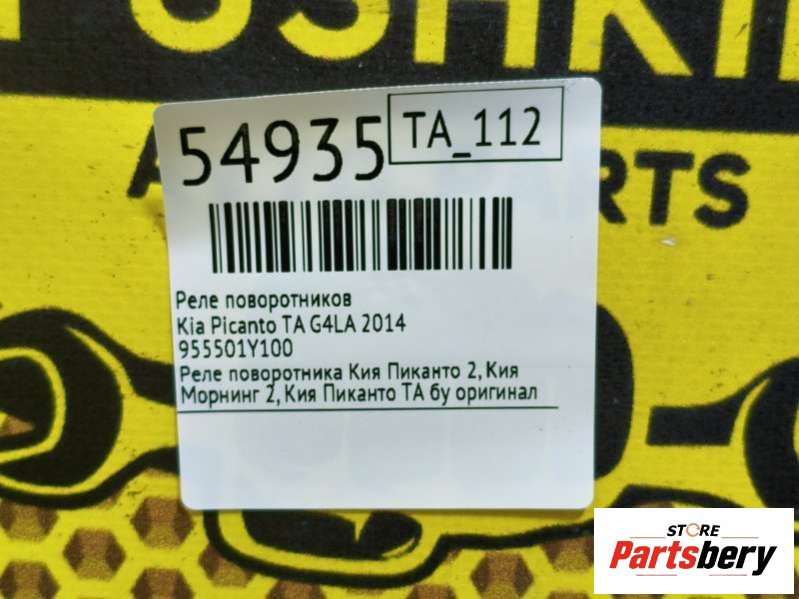 54935
TA_112
Реле поворотников
Kia Picanto TA G4LA 2014
955501Y100
Реле поворотника Кия Пиканто 2, Кия
Морнинг 2, Кия Пиканто ТА бу оригинал
STORE
Partsbery